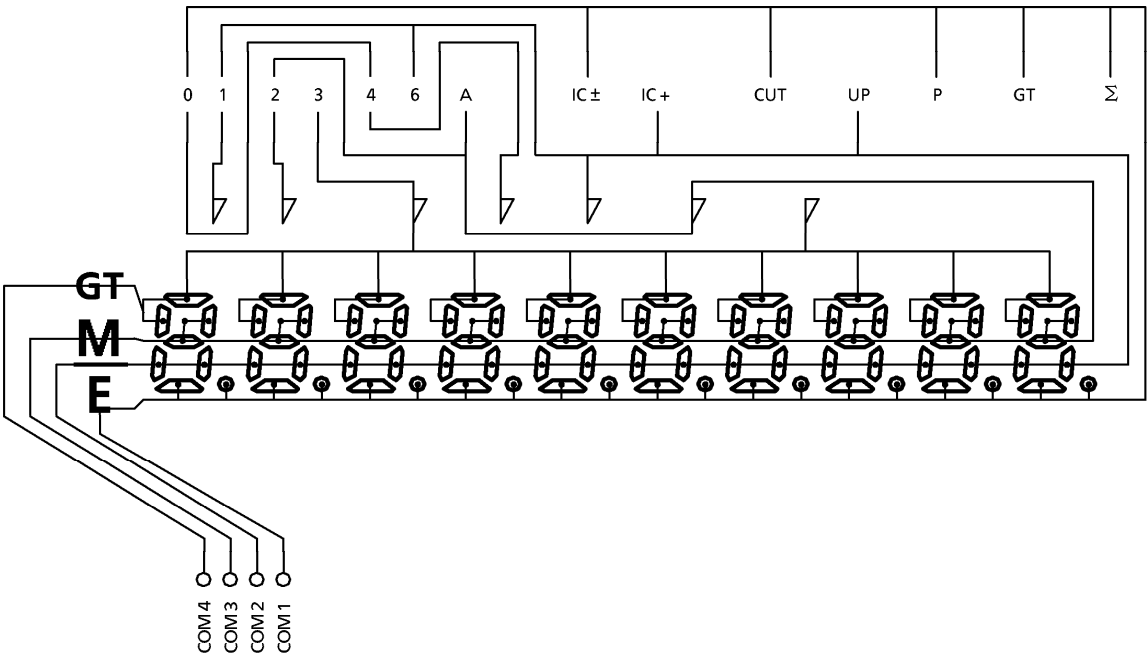 0 1 2 3 4 6 A IC± IC+ CUT UP P GT Σ
GT
M
E
COM4 COM3 COM2 COM1